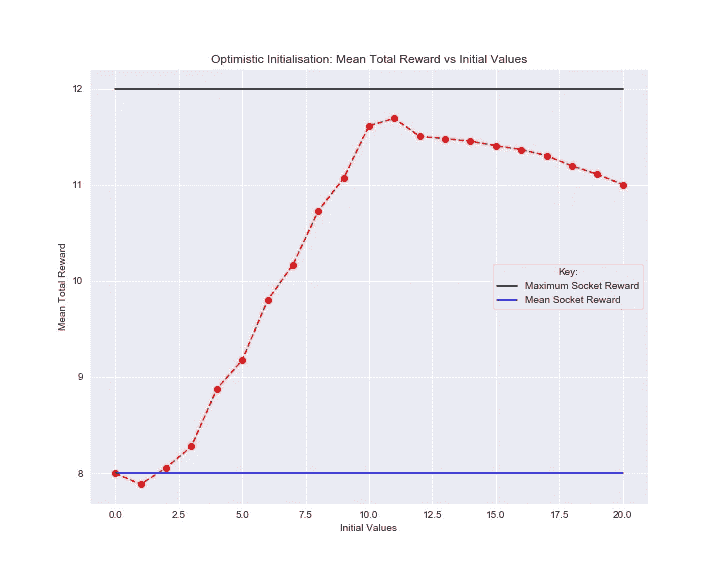 Optimistic Initialisation: Mean Total Reward vs Initial Values
12
11
10
9
8
Mean Total Reward
Key:
Maximum Socket Reward
Mean Socket Reward
0.0 2.5 5.0 7.5 10.0 12.5 15.0 17.5 20.0
Initial Values